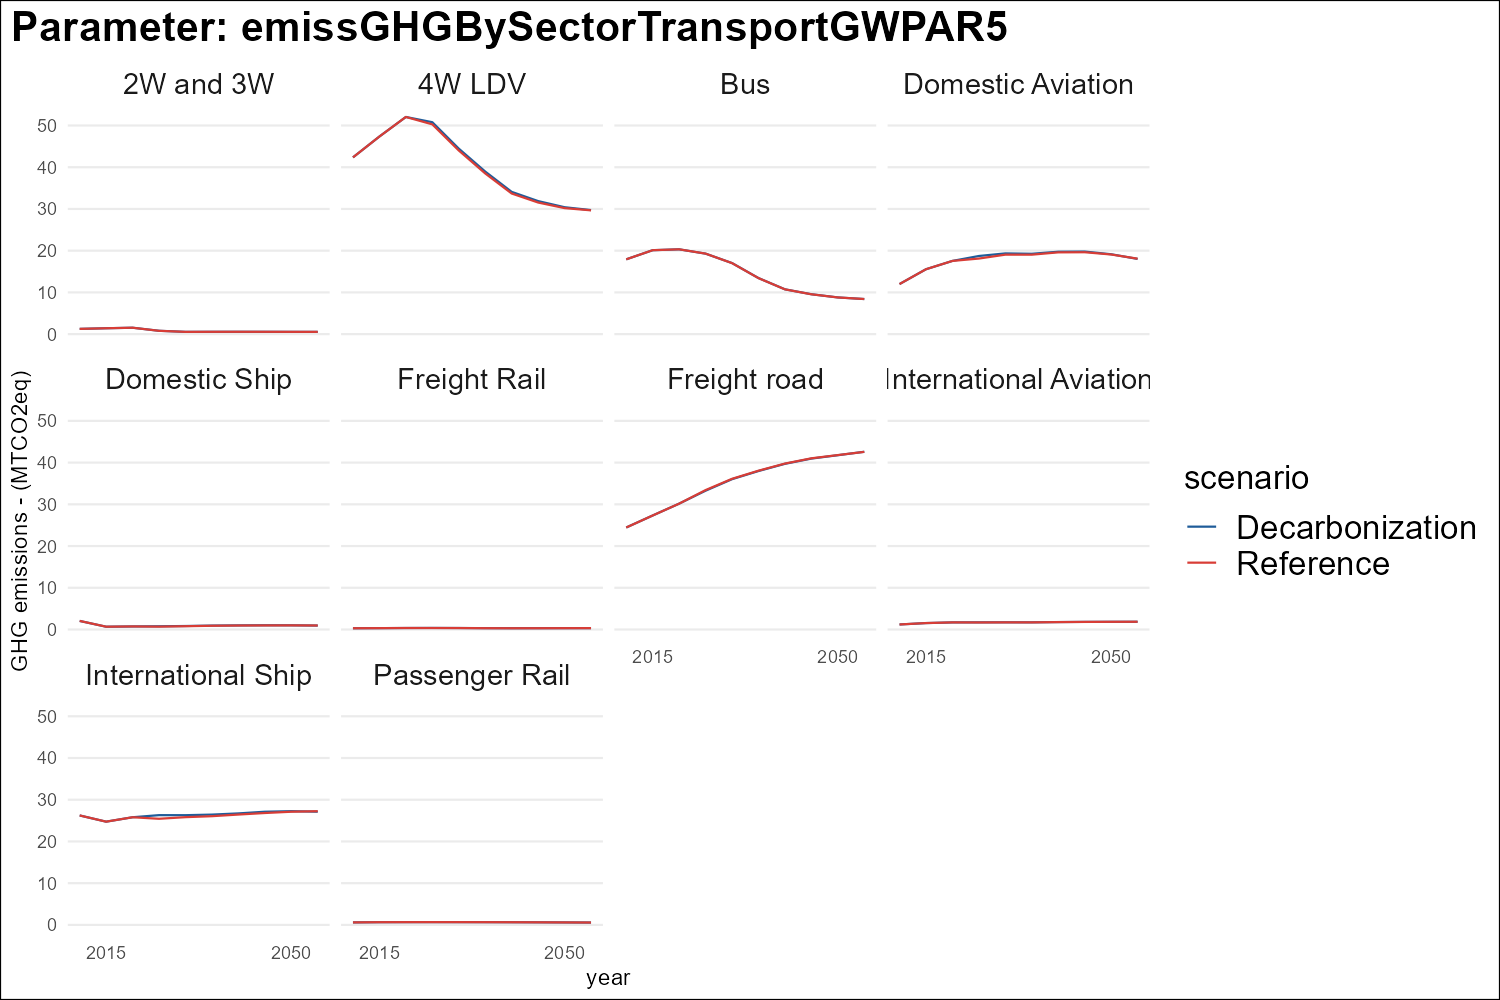 Parameter: emissGHGBySectorTransportGWPAR5
2W and 3W
4W LDV
Bus
Domestic Aviation
50
40
30
20
10
0
Domestic Ship
Freight Rail
Freight road
International Aviation
50
40
30
20
10
0
2015
2050
2015
2050
International Ship
Passenger Rail
50
40
30
20
10
0
2015
2050
2015
2050
year
GHG emissions - (MTCO2eq)
scenario
Decarbonization
Reference